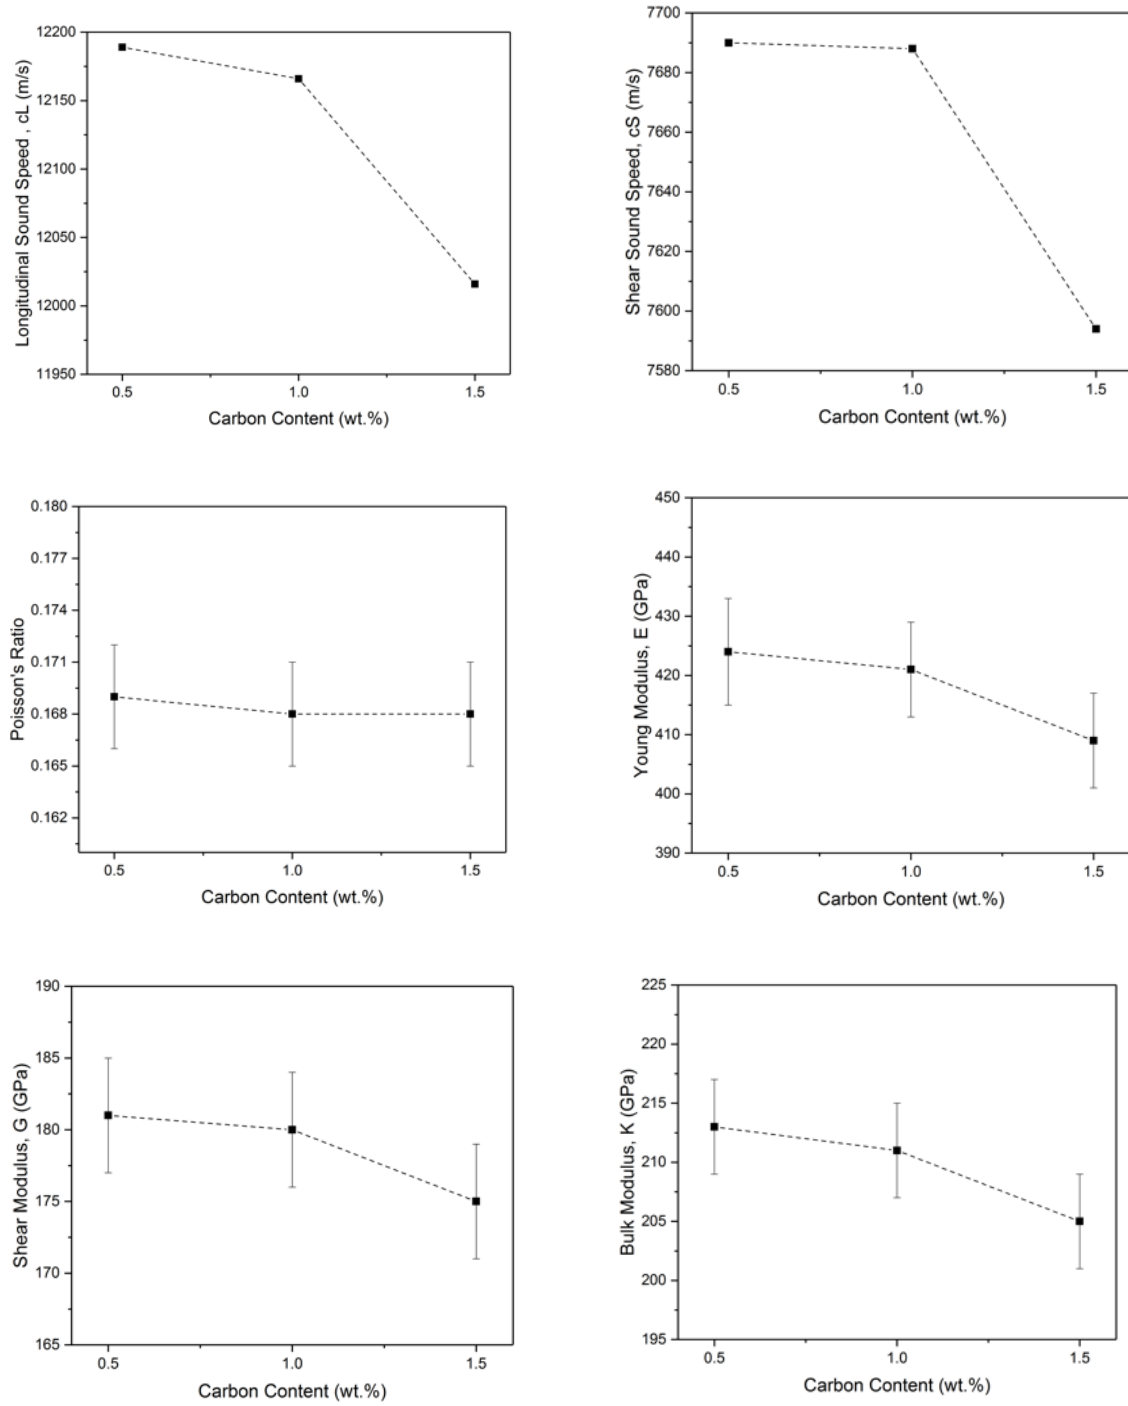 12200
12150
12100
12050
12000
11950
Longitudinal Sound Speed , cL (m/s)
0.5 1.0 1.5
Carbon Content (wt.%)
7700
7680
7660
7640
7620
7600
7580
Shear Sound Speed, cS (m/s)
0.5 1.0 1.5
Carbon Content (wt.%)
0.180
0.177
0.174
0.171
0.168
0.165
0.162
Poisson's Ratio
0.5 1.0 1.5
Carbon Content (wt.%)
450
440
430
420
410
400
390
Young Modulus, E (GPa)
0.5 1.0 1.5
Carbon Content (wt.%)
190
185
180
175
170
165
Shear Modulus, G (GPa)
0.5 1.0 1.5
Carbon Content (wt.%)
225
220
215
210
205
200
195
Bulk Modulus, K (GPa)
0.5 1.0 1.5
Carbon Content (wt.%)